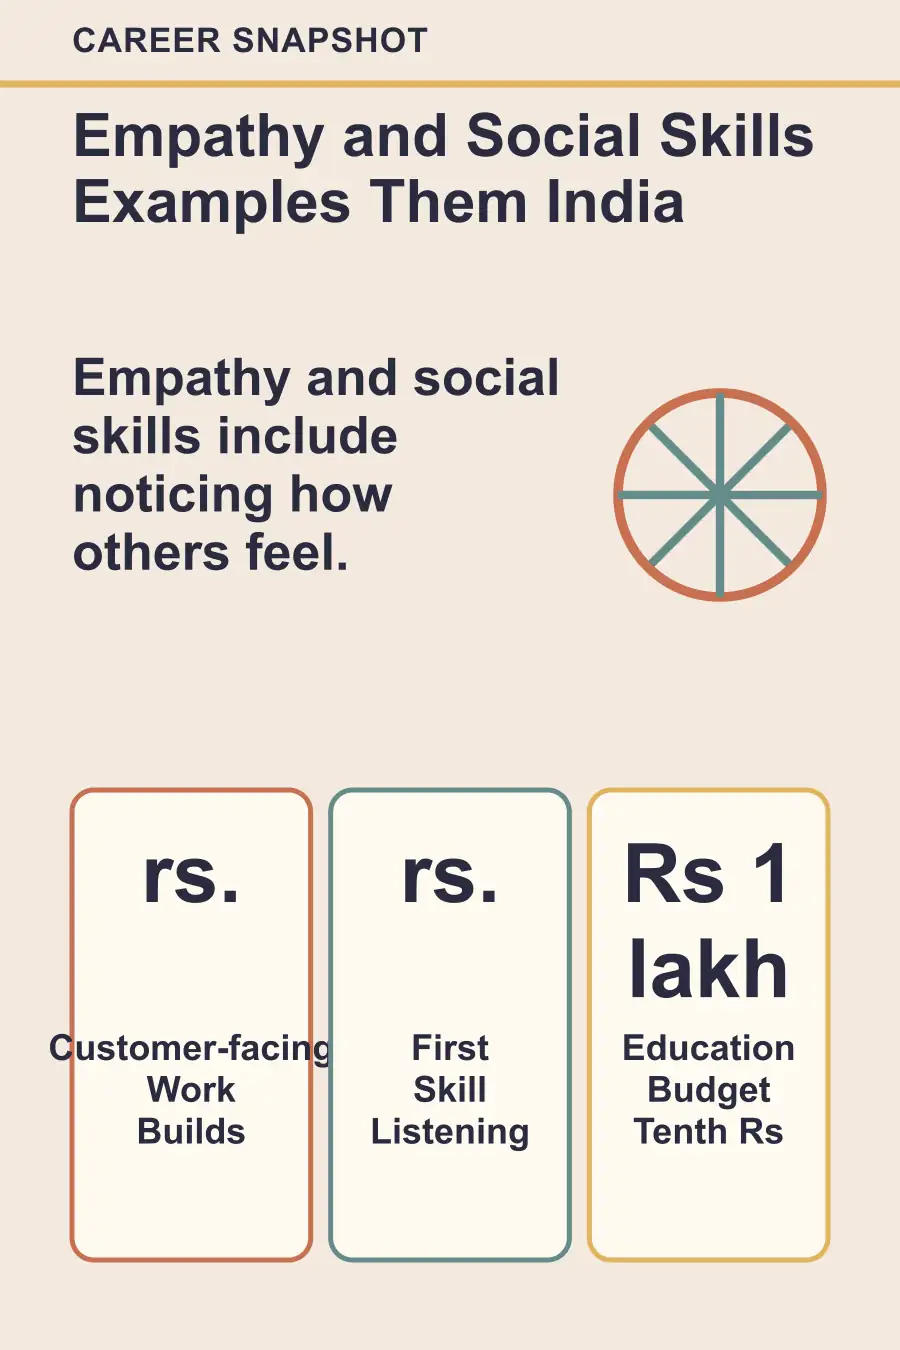 CAREER SNAPSHOT
Empathy and Social Skills
Examples Them India
Empathy and social
skills include
noticing how
others feel.
rs.
Customer-facing
Work
Builds
rs.
First
Skill
Listening
Rs 1
lakh
Education
Budget
Tenth Rs